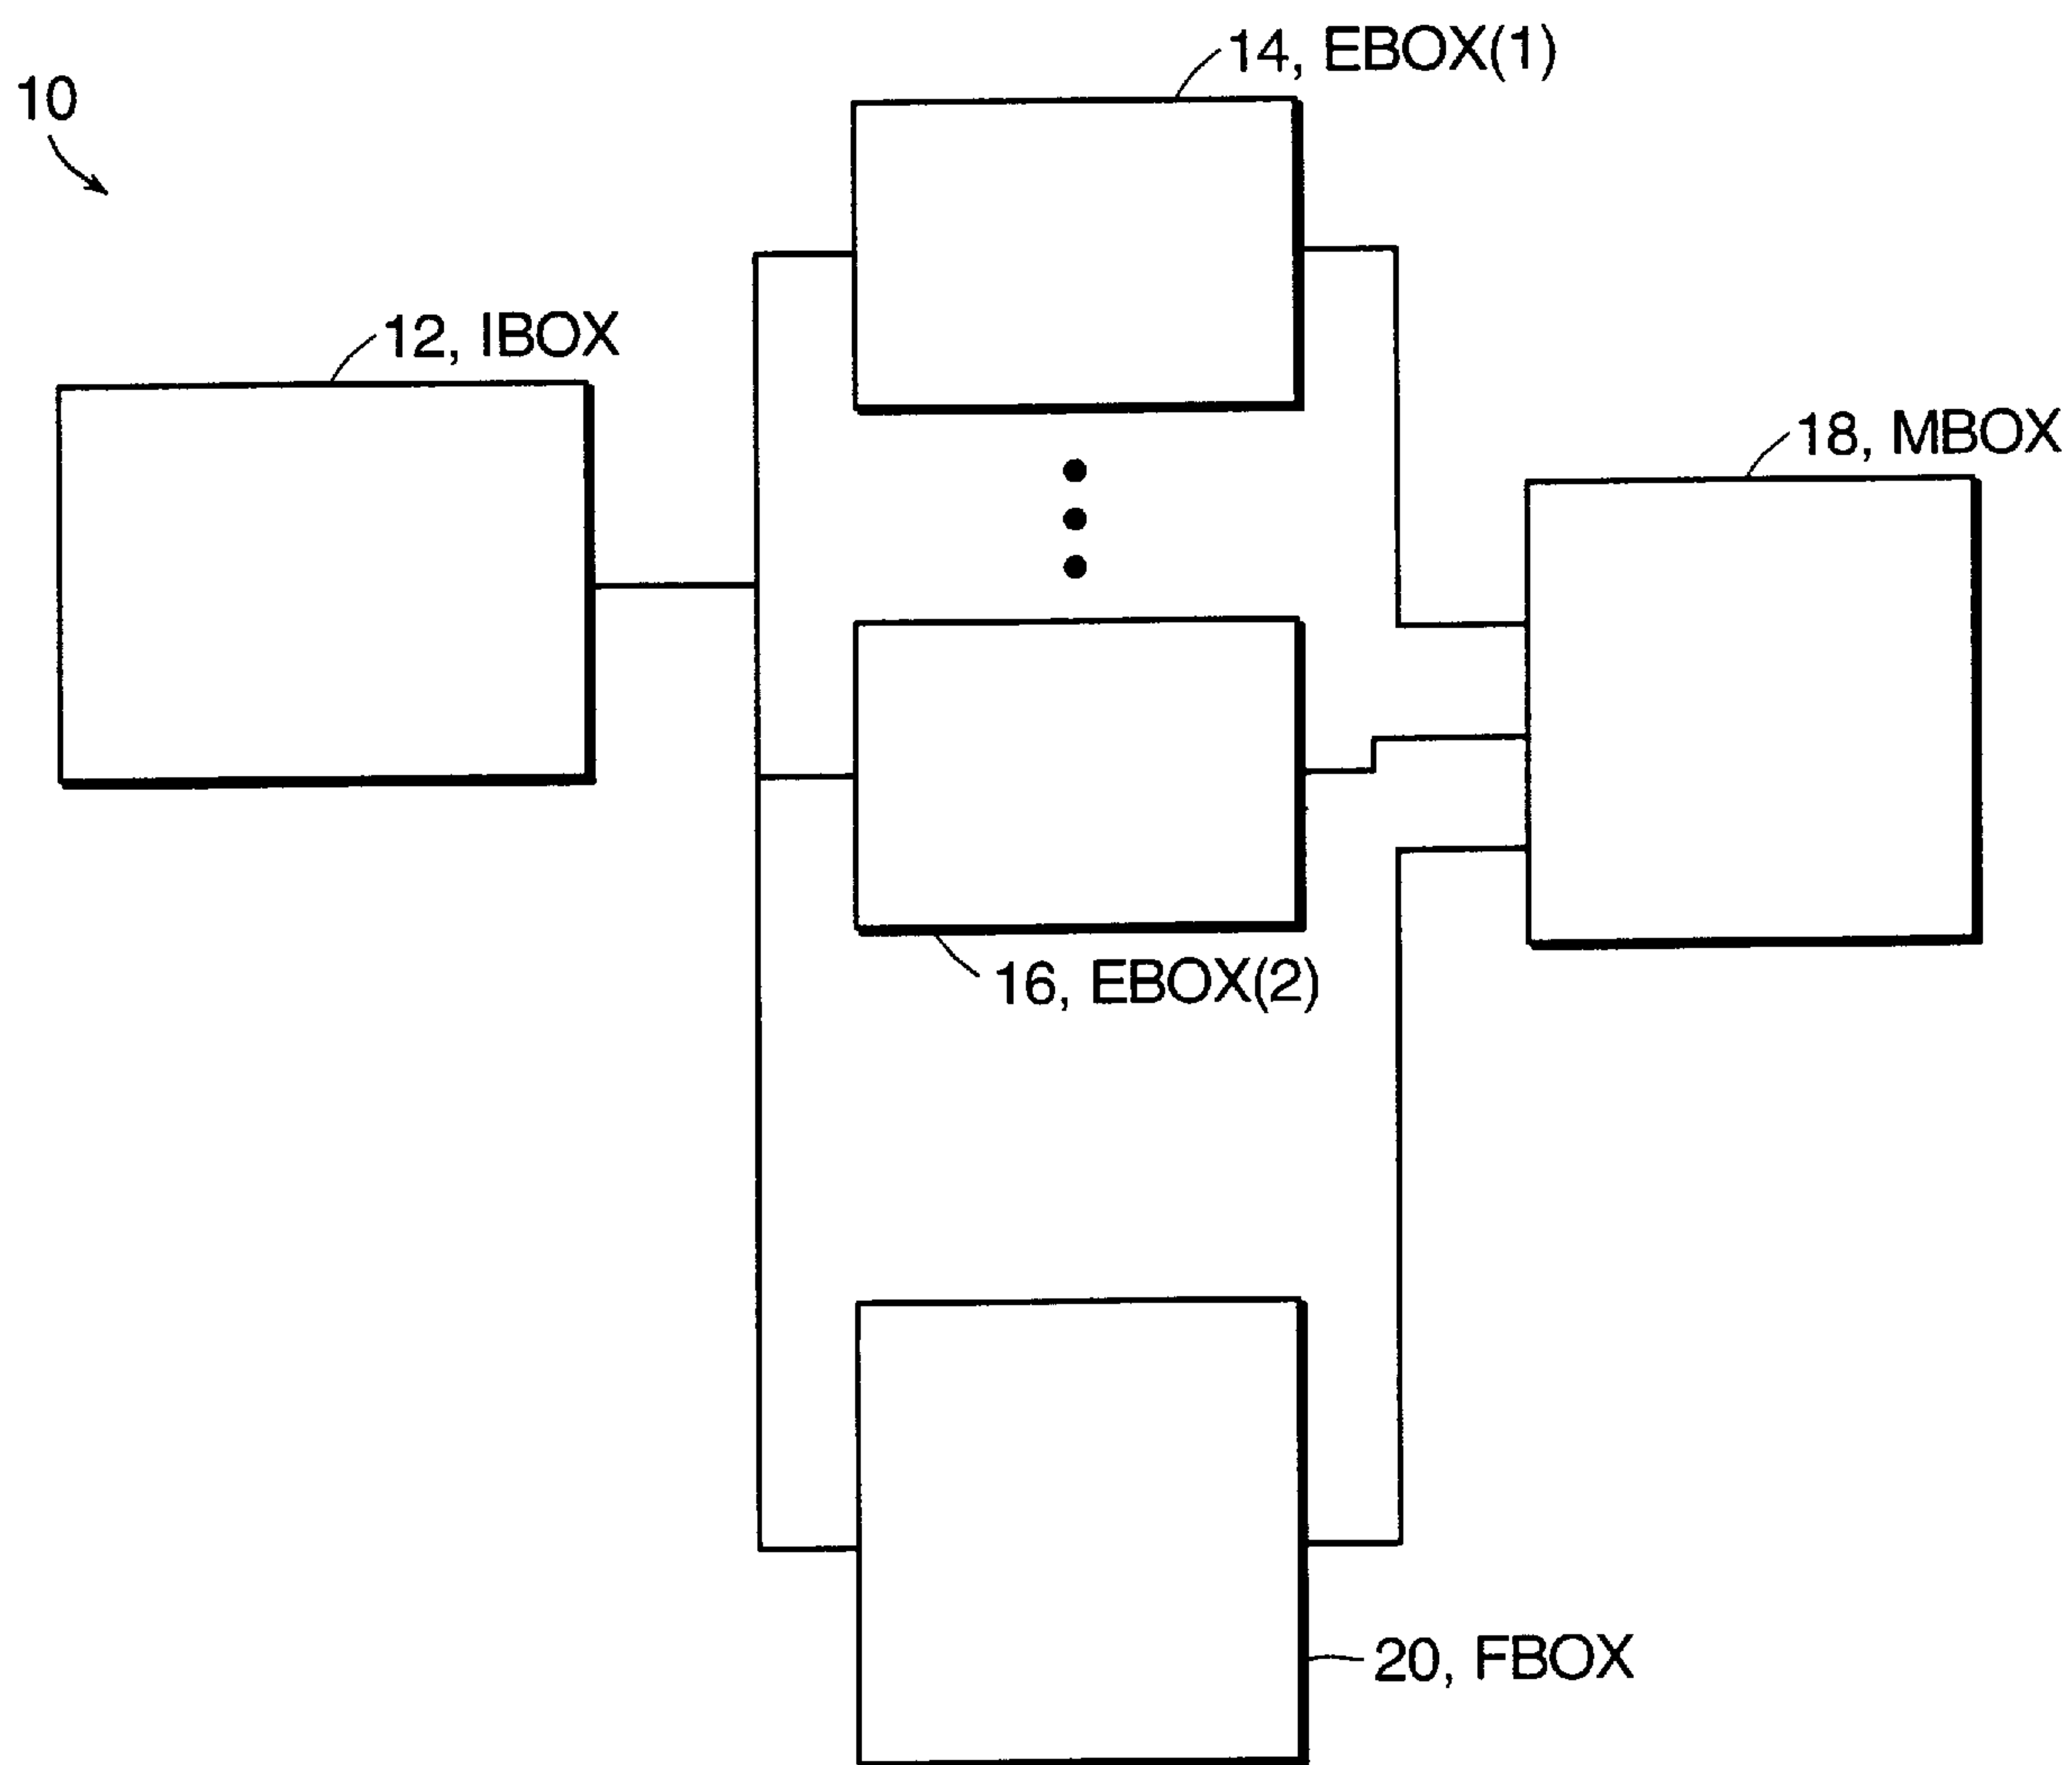 14, EBOX(1)
10
12, IBOX
18, MBOX
16, EBOX(2)
20, FBOX